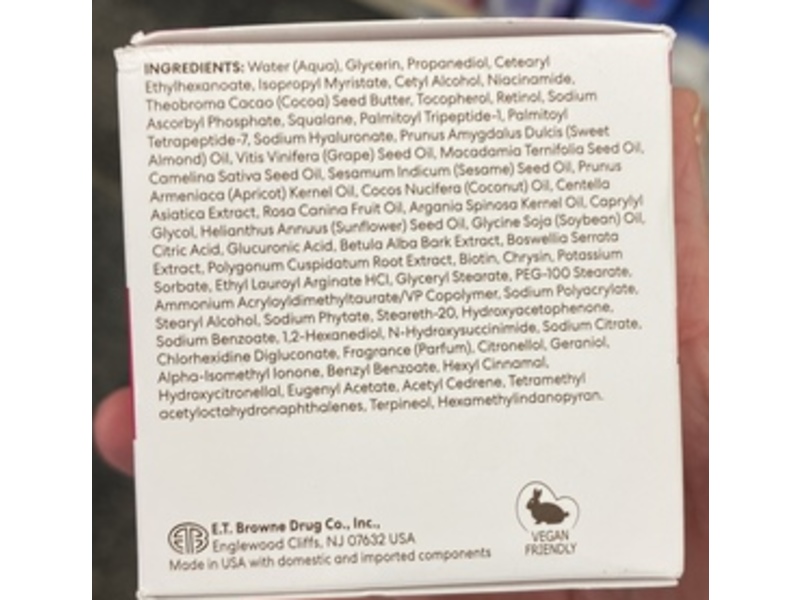 INGREDIENTS: Water (Aqua), Glycerin, Propanediol, Cetearyl
Ethylhexanoate, Isopropyl Myristate, Cetyl Alcohol, Niacinamide,
Theobroma Cacao (Cocoa) Seed Butter, Tocopherol, Retinol, Sodium
Ascorbyl Phosphate, Squalane, Palmitoyl Tripeptide-1, Palmitoyl
Tetrapeptide-7, Sodium Hyaluronate, Prunus Amygdalus Dulcis (Sweet
Almond) Oil, Vitis Vinifera (Grape) Seed Oil, Macadamia Ternifolia Seed Oil,
Camelina Sativa Seed Oil, Sesamum Indicum (Sesame) Seed Oil, Prunus
Armeniaca (Apricot) Kernel Oil, Cocos Nucifera (Coconut) Oil, Centella
Asiatica Extract, Rosa Canina Fruit Oil, Argania Spinosa Kernel Oil, Caprylyl
Glycol, Helianthus Annuus (Sunflower) Seed Oil, Glycine Soja (Soybean) Oil,
Citric Acid, Glucuronic Acid, Betula Alba Bark Extract, Boswellia Serrata
Extract, Polygonum Cuspidatum Root Extract, Biotin, Chrysin, Potassium
Sorbate, Ethyl Lauroyl Arginate HCl, Glyceryl Stearate, PEG-100 Stearate,
Ammonium Acryloyldimethyltaurate/VP Copolymer, Sodium Polyacrylate,
Stearyl Alcohol, Sodium Phytate, Steareth-20, Hydroxyacetophenone,
Sodium Benzoate, 1,2-Hexanediol, N-Hydroxysuccinimide, Sodium Citrate,
Chlorhexidine Digluconate, Fragrance (Parfum), Citronellol, Geraniol,
Alpha-Isomethyl Ionone, Benzyl Benzoate, Hexyl Cinnamal,
Hydroxycitronellal, Eugenyl Acetate, Acetyl Cedrene, Tetramethyl
acetyloctahydronaphthalenes, Terpineol, Hexamethylindanopyran.
ETB
E.T. Browne Drug Co., Inc.,
Englewood Cliffs, NJ 07632 USA
Made in USA with domestic and imported components
VEGAN
FRIENDLY